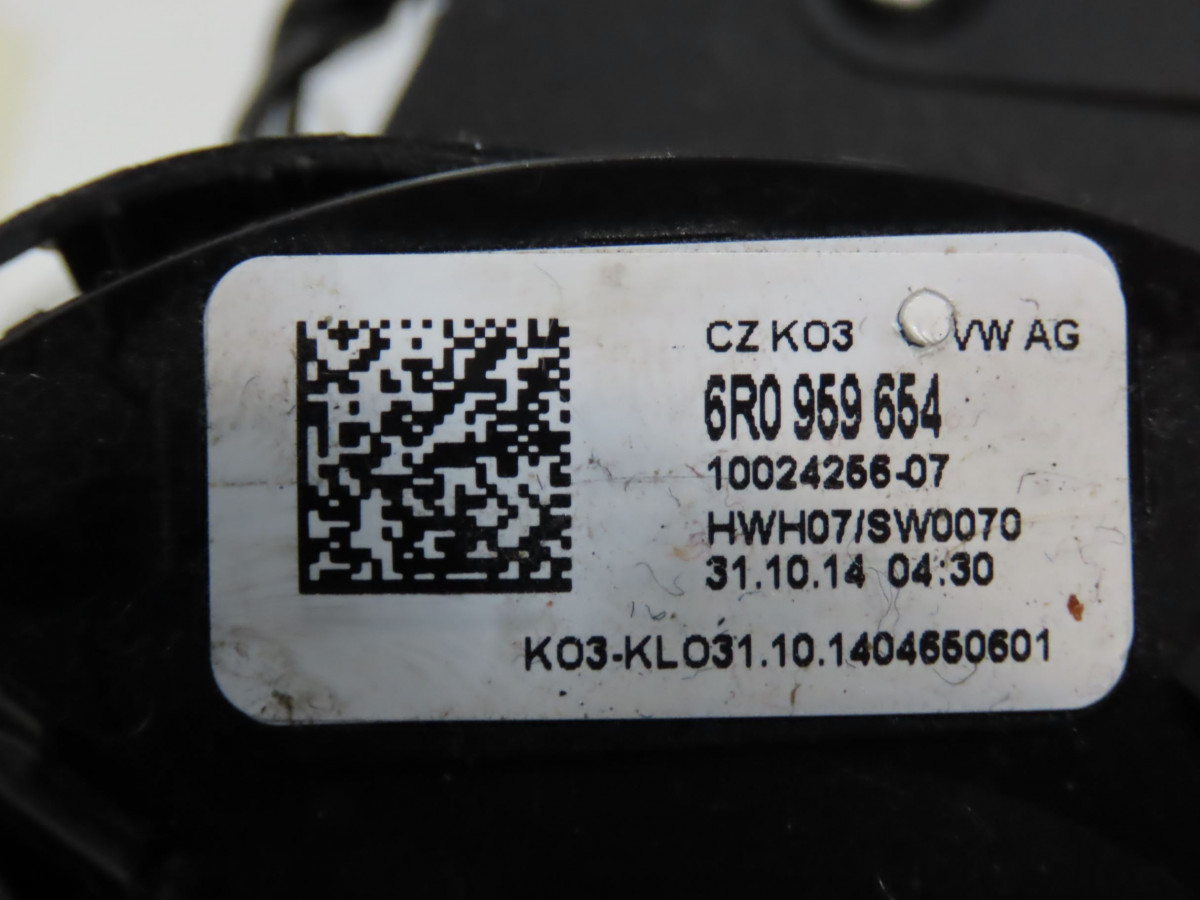 CZ KO3 VW AG
6R0 959 654
10024256-07
HWH07/SW0070
31.10.14 04:30
KO3-KLO31.10.1404650601